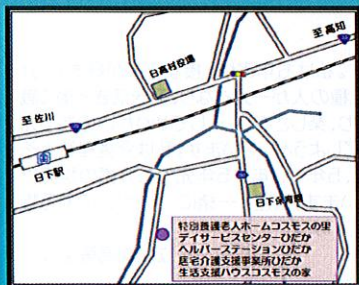 至 高知
日高村役場
至 佐川
日下駅
日下保育園
特別養護老人ホームコスモスの里
デイサービスセンターひだか
ヘルパーステーションひだか
居宅介護支援事業所ひだか
生活支援ハウスコスモスの家